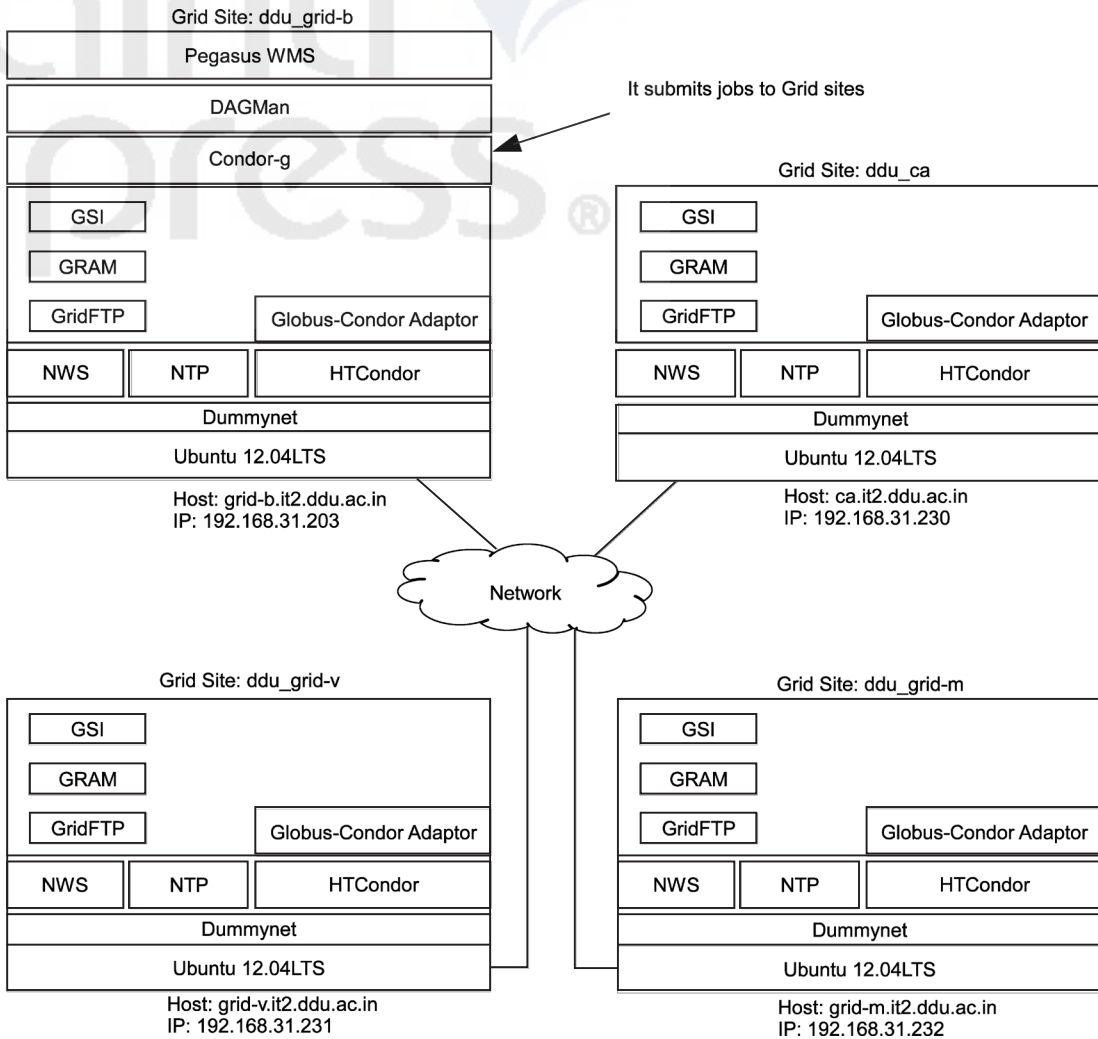 Grid Site: ddu_grid-b
Pegasus WMS
DAGMan
Condor-g
It submits jobs to Grid sites
GSI
GRAM
GridFTP
Globus-Condor Adaptor
NWS
NTP
HTCondor
Dummynet
Ubuntu 12.04LTS
Host: grid-b.it2.ddu.ac.in
IP: 192.168.31.203
Grid Site: ddu_ca
GSI
GRAM
GridFTP
Globus-Condor Adaptor
NWS
NTP
HTCondor
Dummynet
Ubuntu 12.04LTS
Host: ca.it2.ddu.ac.in
IP: 192.168.31.230
Network
Grid Site: ddu_grid-v
GSI
GRAM
GridFTP
Globus-Condor Adaptor
NWS
NTP
HTCondor
Dummynet
Ubuntu 12.04LTS
Host: grid-v.it2.ddu.ac.in
IP: 192.168.31.231
Grid Site: ddu_grid-m
GSI
GRAM
GridFTP
Globus-Condor Adaptor
NWS
NTP
HTCondor
Dummynet
Ubuntu 12.04LTS
Host: grid-m.it2.ddu.ac.in
IP: 192.168.31.232
press®